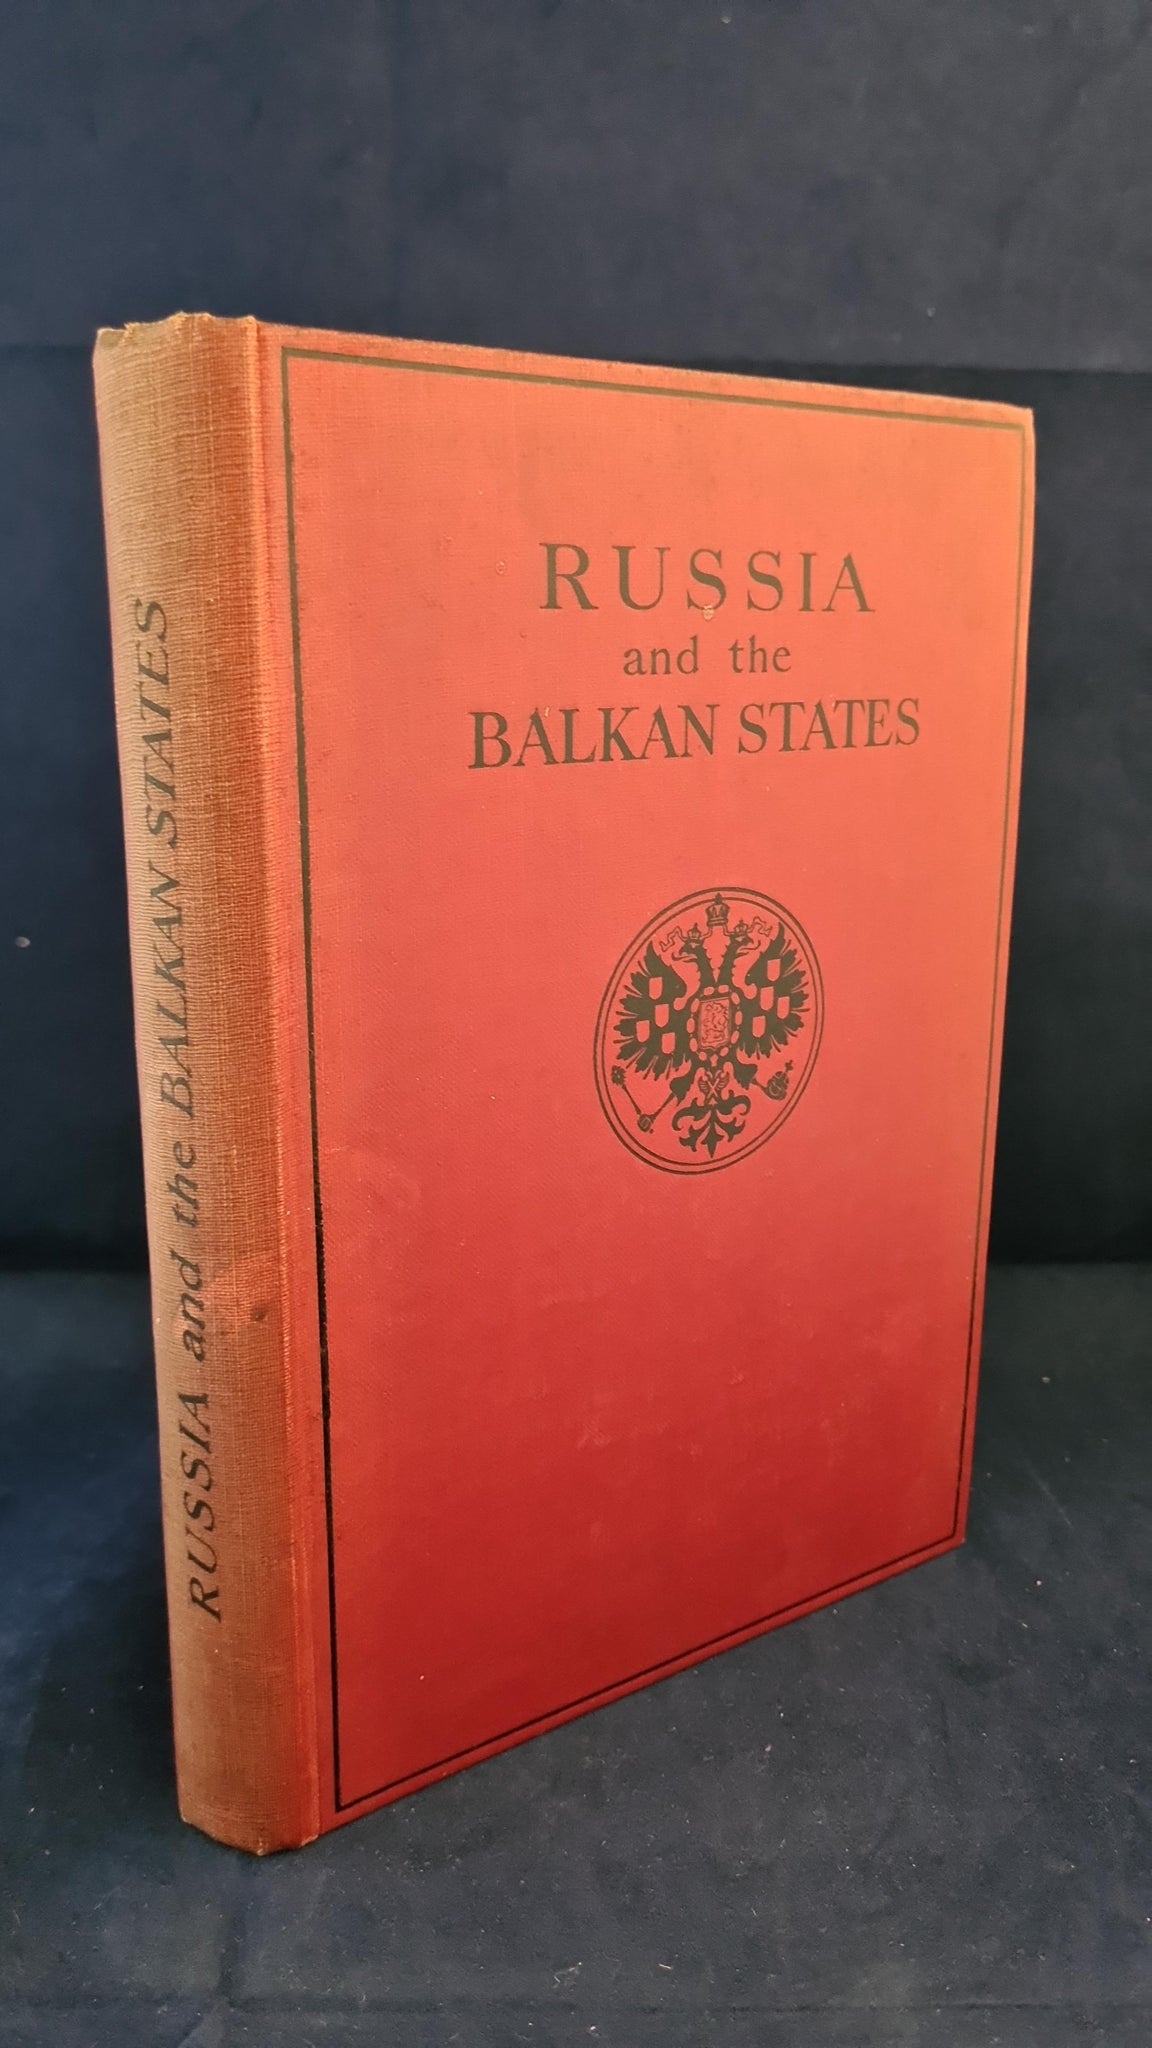 RUSSIA
and the
BALKAN STATES
RUSSIA and the BALKAN STATES